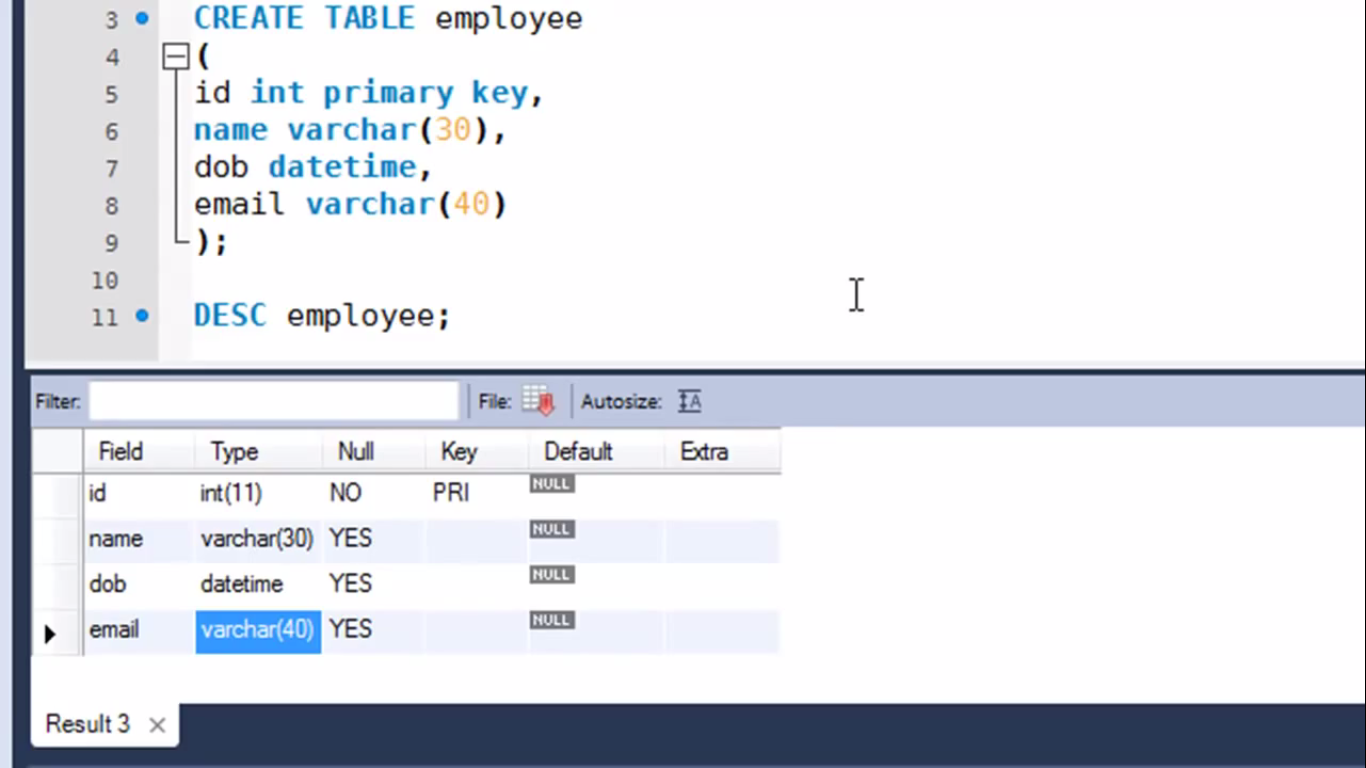 3 CREATE TABLE employee
4 (
5 id int primary key,
6 name varchar(30),
7 dob datetime,
8 email varchar(40)
9 );
10
11 DESC employee;
Filter: File: Autosize:
Field Type Null Key Default Extra
id int(11) NO PRI NULL
name varchar(30) YES NULL
dob datetime YES NULL
email varchar(40) YES NULL
Result 3